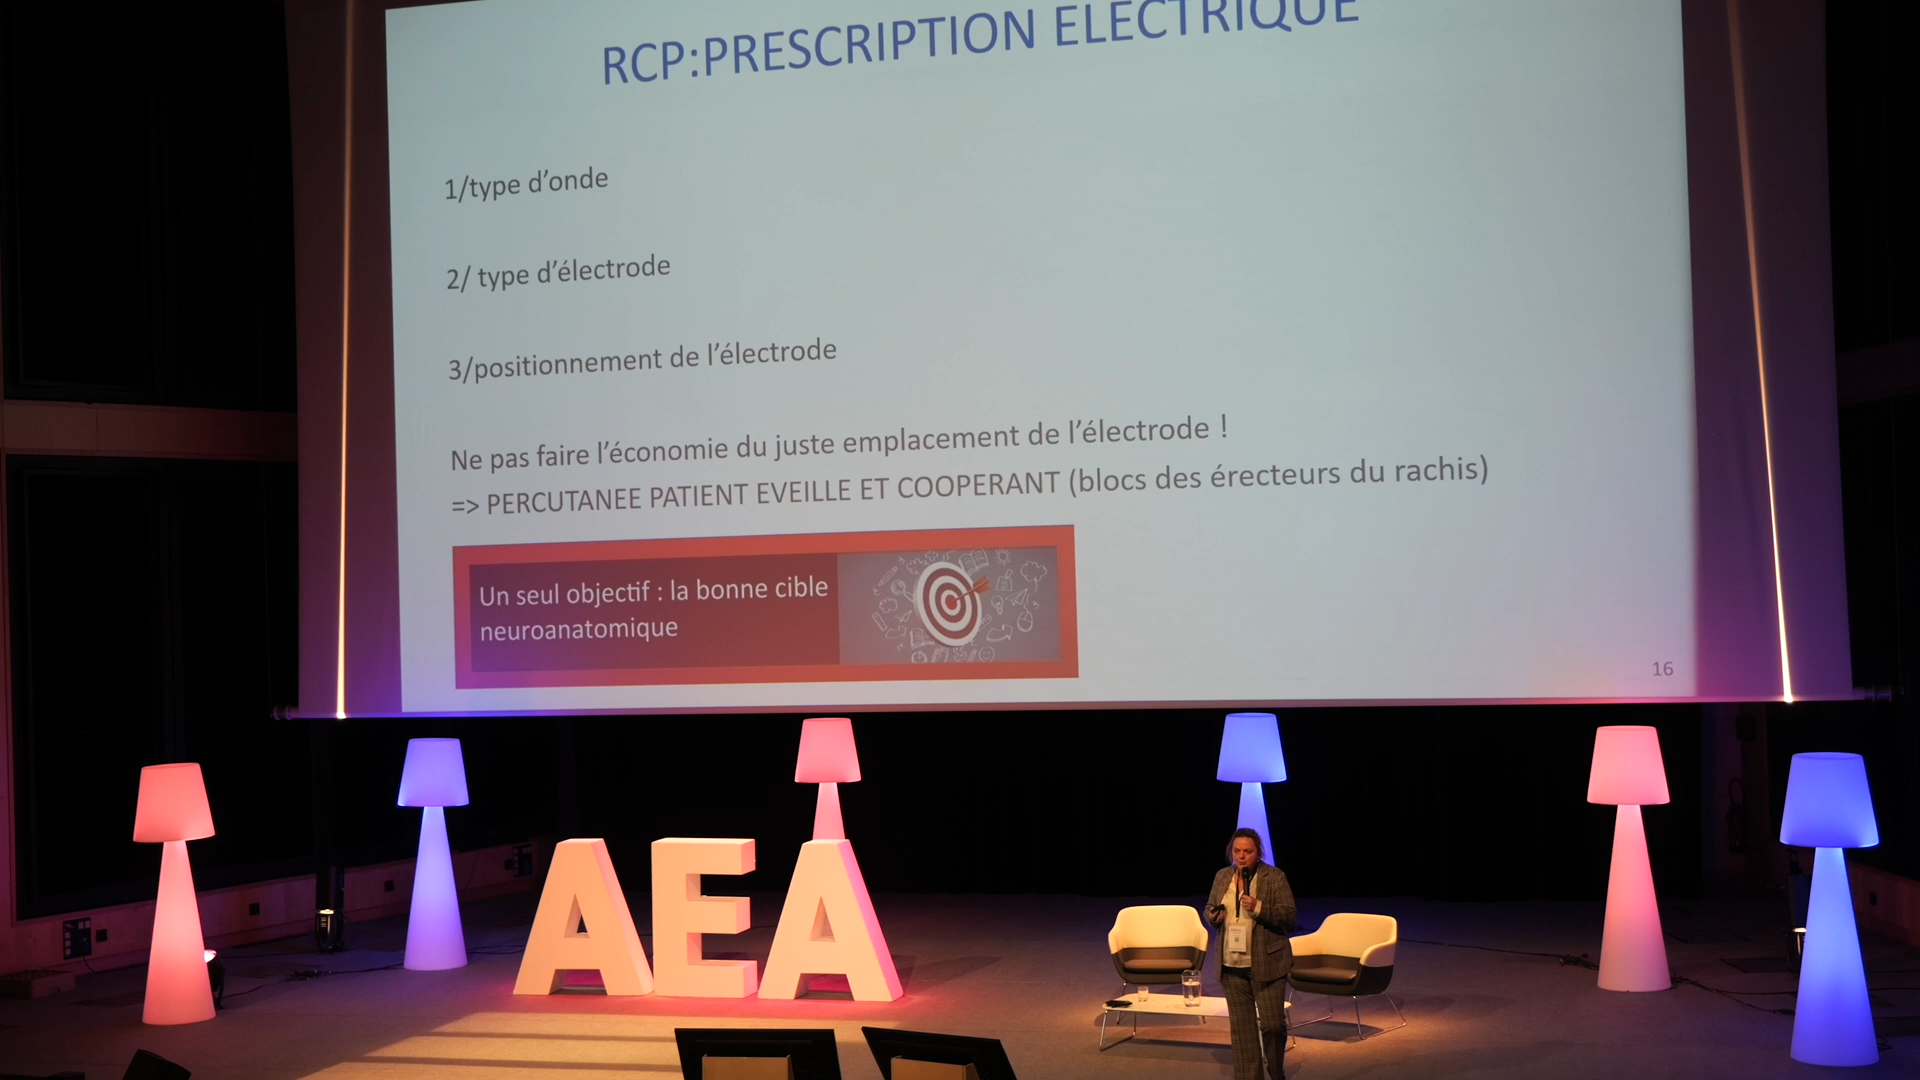 RCP:PRESCRIPTION ELECTRIQUE
1/type d’onde
2/ type d’électrode
3/positionnement de l’électrode
Ne pas faire l’économie du juste emplacement de l’électrode !
=> PERCUTANEE PATIENT EVEILLE ET COOPERANT (blocs des érecteurs du rachis)
Un seul objectif : la bonne cible
neuroanatomique
16
AEA